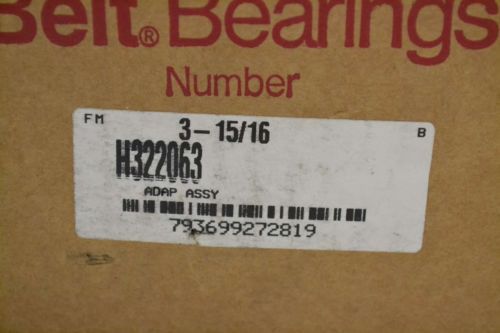 Belt® Bearings
Number
FM
3-15/16
B
H322063
ADAP ASSY
793699272819